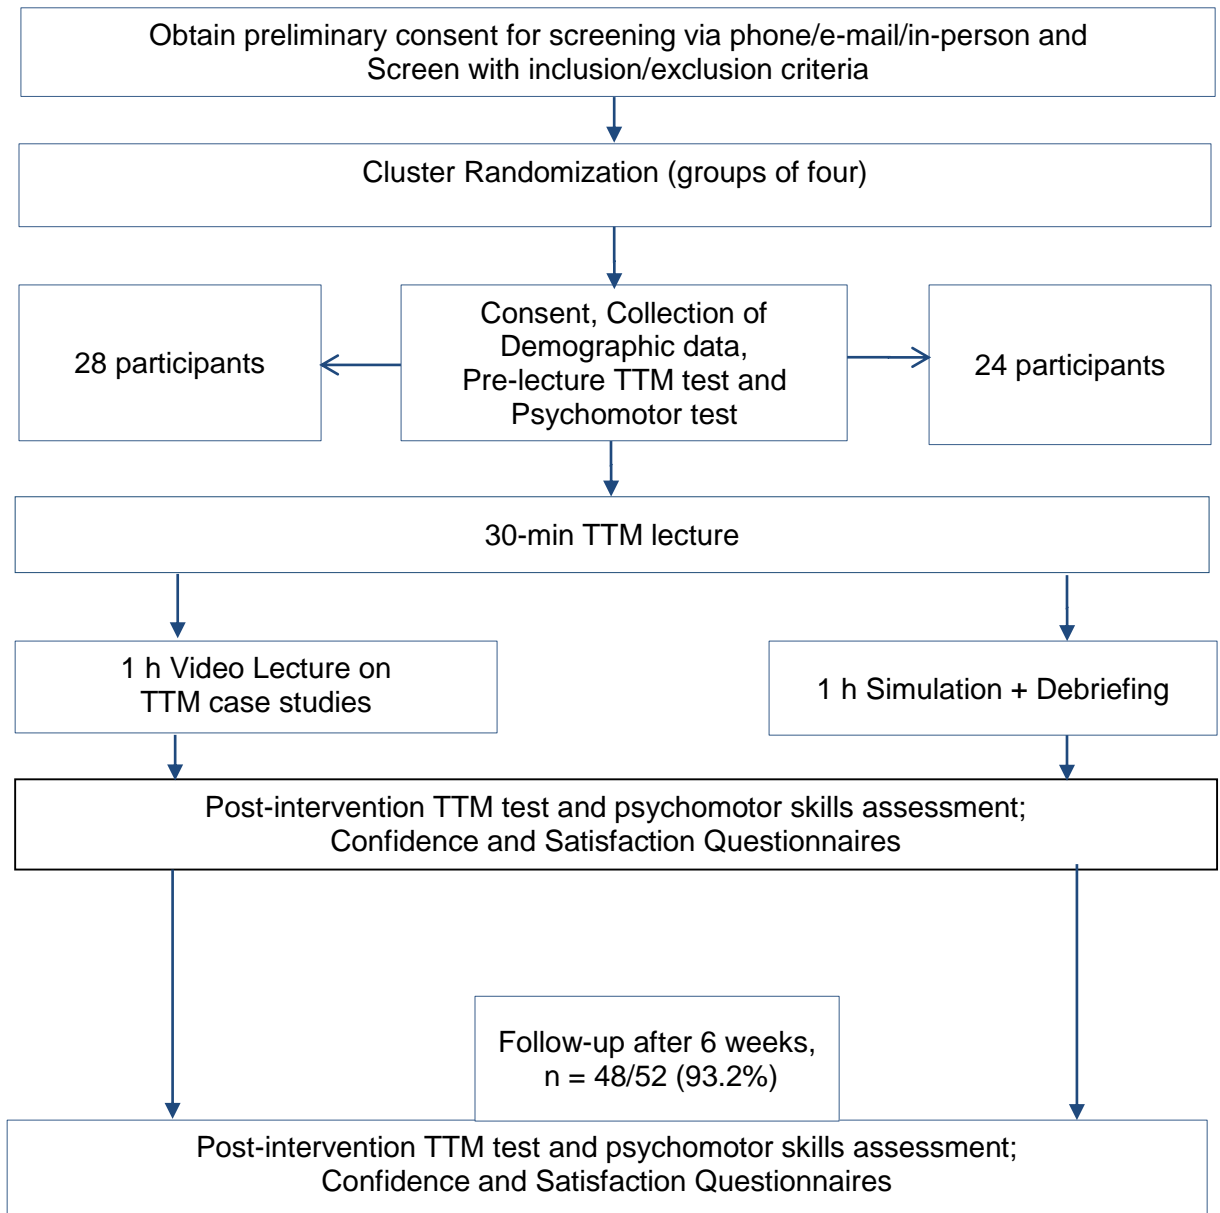 Obtain preliminary consent for screening via phone/e-mail/in-person and
Screen with inclusion/exclusion criteria
Cluster Randomization (groups of four)
28 participants
Consent, Collection of
Demographic data,
Pre-lecture TTM test and
Psychomotor test
24 participants
30-min TTM lecture
1 h Video Lecture on
TTM case studies
1 h Simulation + Debriefing
Post-intervention TTM test and psychomotor skills assessment;
Confidence and Satisfaction Questionnaires
Follow-up after 6 weeks,
n = 48/52 (93.2%)
Post-intervention TTM test and psychomotor skills assessment;
Confidence and Satisfaction Questionnaires